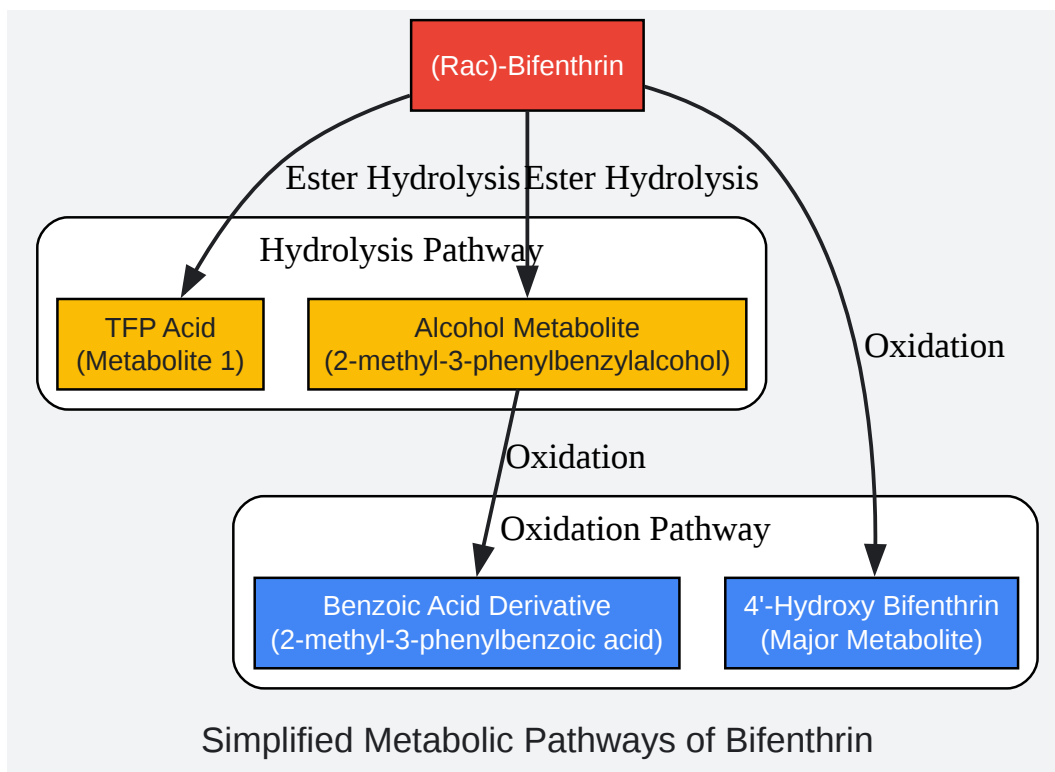 (Rac)-Bifenthrin
Ester Hydrolysis
Ester Hydrolysis
Hydrolysis Pathway
TFP Acid
(Metabolite 1)
Alcohol Metabolite
(2-methyl-3-phenylbenzylalcohol)
Oxidation
Oxidation
Oxidation Pathway
Benzoic Acid Derivative
(2-methyl-3-phenylbenzoic acid)
4'-Hydroxy Bifenthrin
(Major Metabolite)
Simplified Metabolic Pathways of Bifenthrin